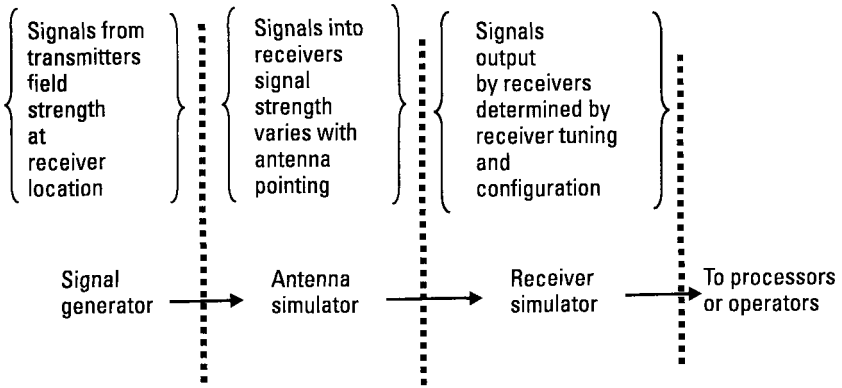 Signals from
transmitters
field
strength
at
receiver
location
Signals into
receivers
signal
strength
varies with
antenna
pointing
Signals
output
by receivers
determined by
receiver tuning
and
configuration
Signal
generator
Antenna
simulator
Receiver
simulator
To processors
or operators